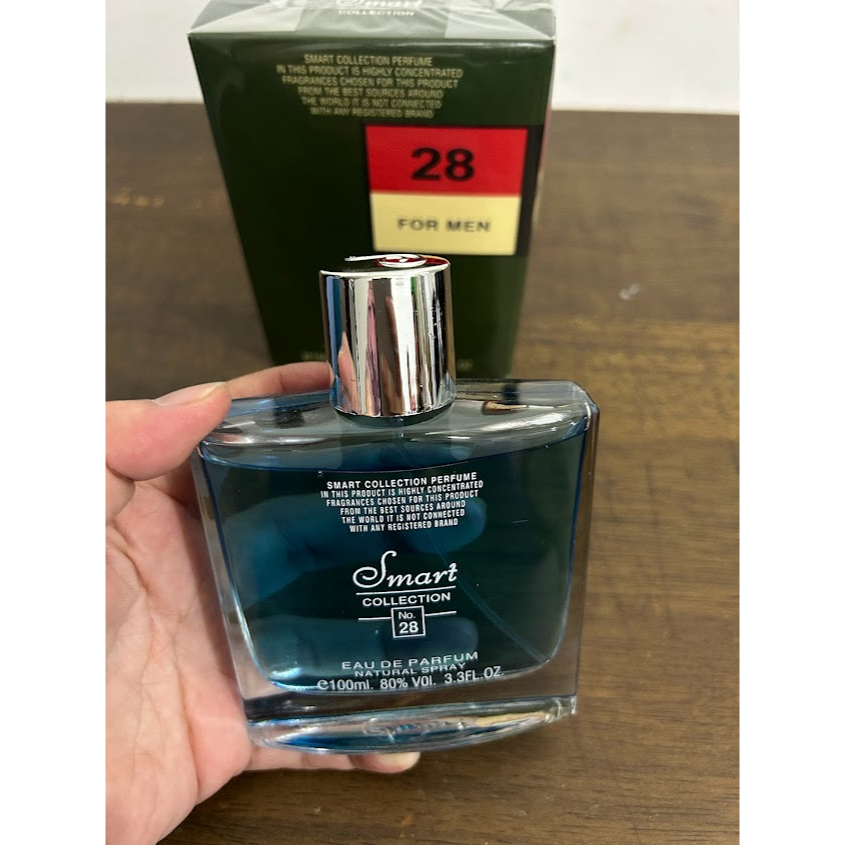 Smart
COLLECTION
SMART COLLECTION PERFUME
IN THIS PRODUCT IS HIGHLY CONCENTRATED
FRAGRANCES CHOSEN FOR THIS PRODUCT
FROM THE BEST SOURCES AROUND
THE WORLD IT IS NOT CONNECTED
WITH ANY REGISTERED BRAND
28
FOR MEN
SMART COLLECTION PERFUME
IN THIS PRODUCT IS HIGHLY CONCENTRATED
FRAGRANCES CHOSEN FOR THIS PRODUCT
FROM THE BEST SOURCES AROUND
THE WORLD IT IS NOT CONNECTED
WITH ANY REGISTERED BRAND
Smart
COLLECTION
No.
28
EAU DE PARFUM
NATURAL SPRAY
e100ml. 80% VOl. 3.3FL.OZ.